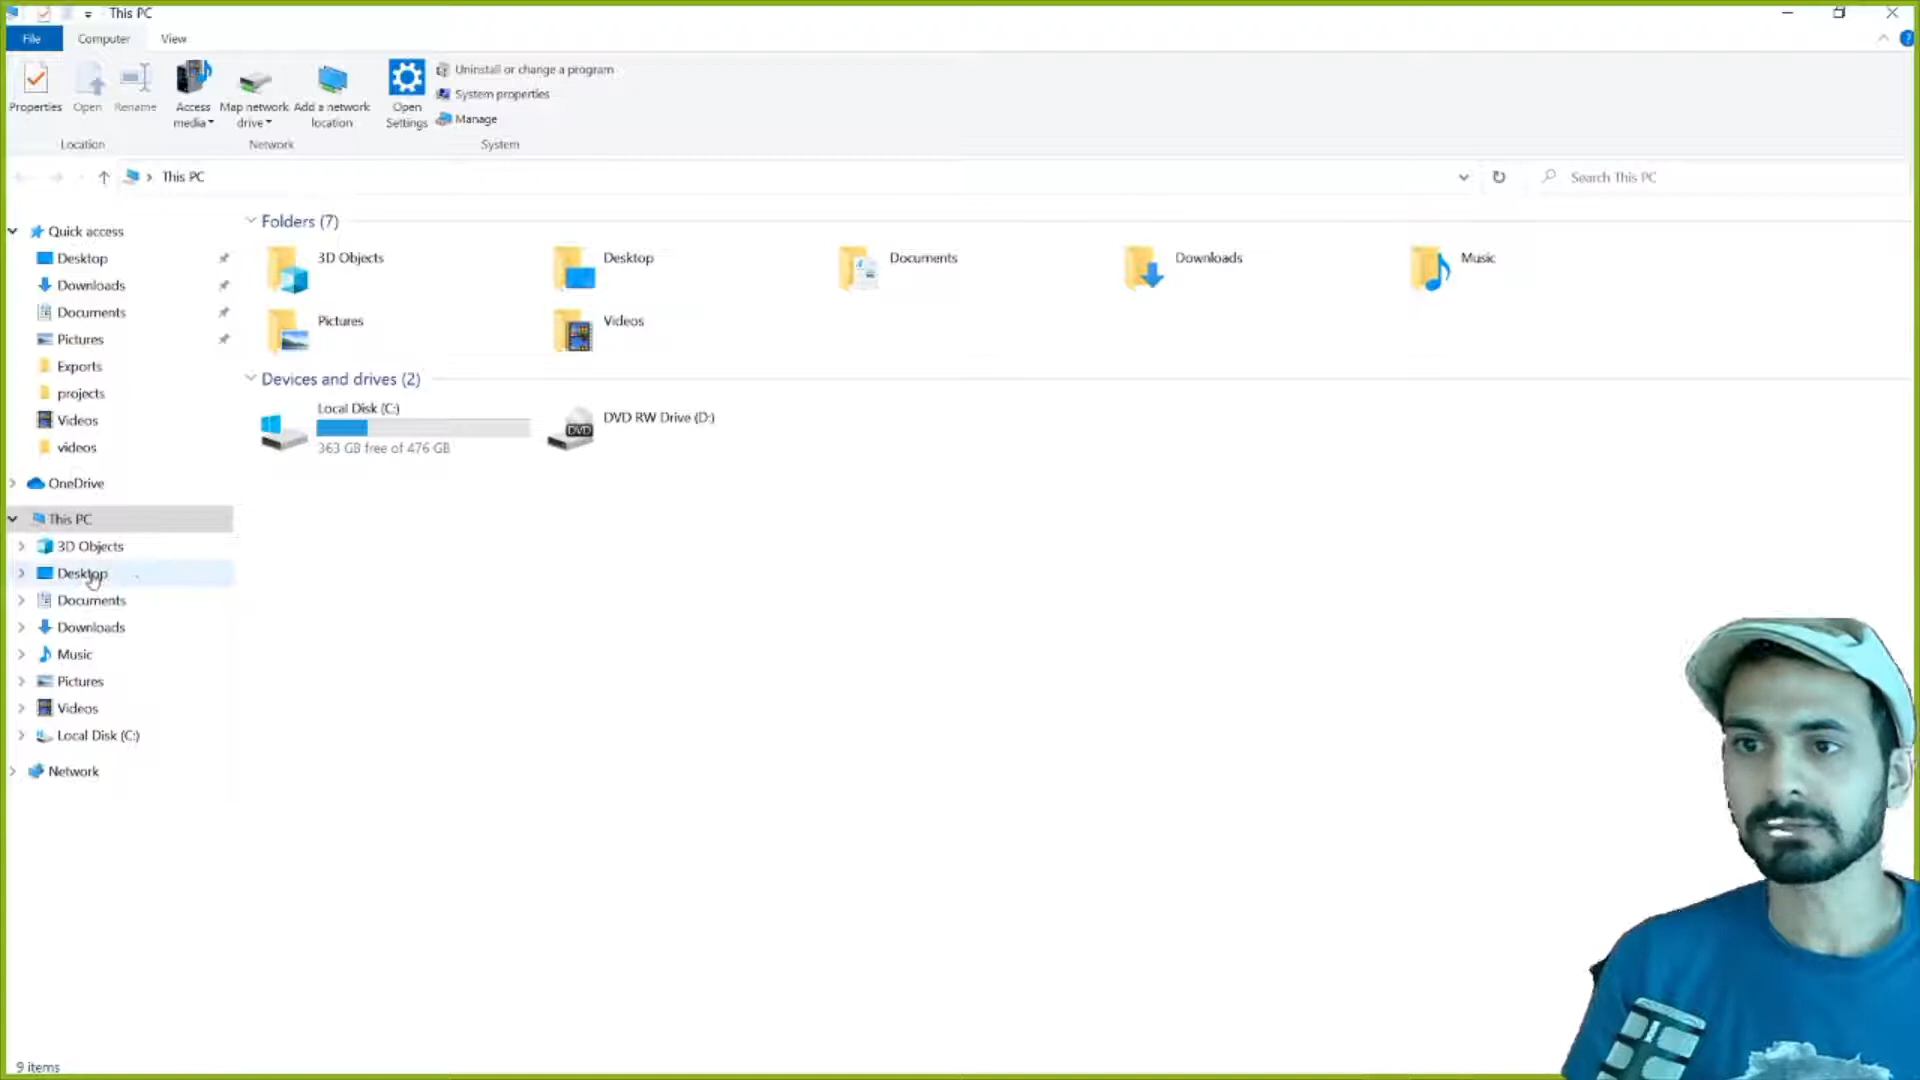 This PC
File Computer View
Properties Open Rename Access media Map network drive Add a network location Open Settings
Uninstall or change a program
System properties
Manage
Location Network System
This PC
Search This PC
Quick access
Desktop
Downloads
Documents
Pictures
Exports
projects
Videos
videos
OneDrive
This PC
3D Objects
Desktop
Documents
Downloads
Music
Pictures
Videos
Local Disk (C:)
Network
Folders (7)
3D Objects Desktop Documents Downloads Music
Pictures Videos
Devices and drives (2)
Local Disk (C:)
363 GB free of 476 GB
DVD
DVD RW Drive (D:)
9 items